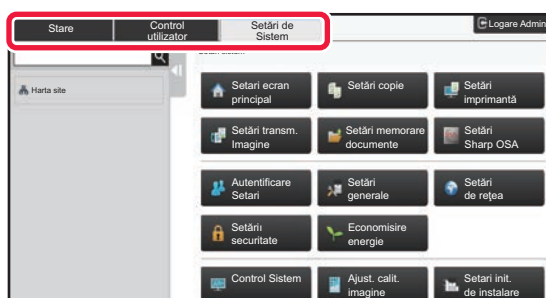 Stare
Control
utilizator
Setări de
Sistem
Logare Admin
Harta site
Setari ecran
principal
Setări copie
Setări
imprimantă
Setări transm.
Imagine
Setări memorare
documente
Setări
Sharp OSA
Autentificare
Setari
Setări
generale
Setări
de rețea
Setării
securitate
Economisire
energie
Control Sistem
Ajust. calit.
imagine
Setari init.
de instalare